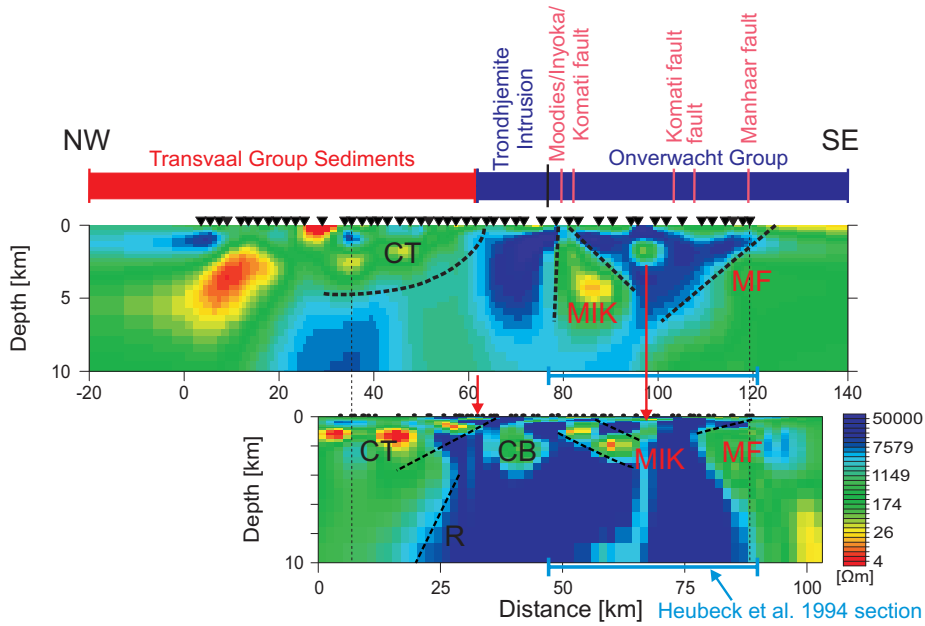 NW
SE
Transvaal Group Sediments
Trondhjemite
Intrusion
Moodies/Inyoka/
Komati fault
Komati fault
fault
Manhaar fault
Onverwacht Group
0
5
10
Depth [km]
CT
MIK
MF
-20
0
20
40
60
80
100
120
140
0
5
10
Depth [km]
CT
CB
MIK
MF
R
0
25
50
75
100
Distance [km]
Heubeck et al. 1994 section
50000
7579
1149
174
26
4
[Ωm]